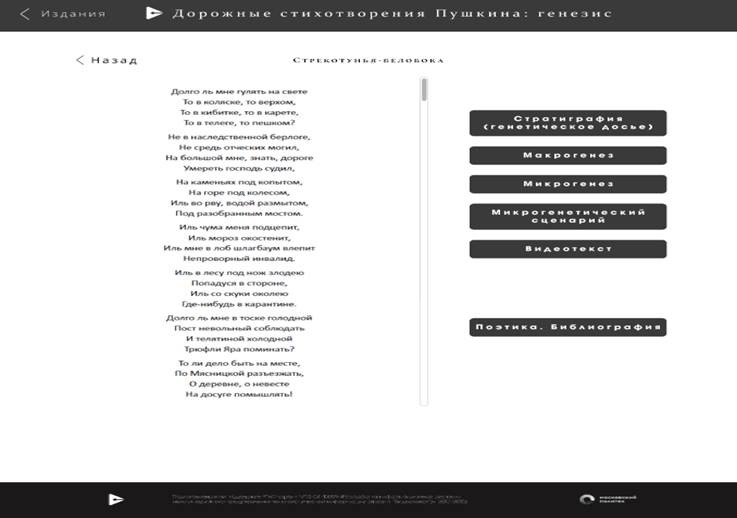 Издания
Дорожные стихотворения Пушкина: генезис
Назад
Стрекотунья-белобока
Долго ль мне гулять на свете
То в коляске, то верхом,
То в кибитке, то в карете,
То в телеге, то пешком?
Не в наследственной берлоге,
Не средь отческих могил,
На большой мне, знать, дороге
Умереть господь судил,
На каменьях под копытом,
На горе под колесом,
Иль во рву, водой размытом,
Под разобранным мостом.
Иль чума меня подцепит,
Иль мороз окостенит,
Иль мне в лоб шлагбаум влепит
Непроворный инвалид.
Иль в лесу под нож злодею
Попадуся в стороне,
Иль со скуки околею
Где-нибудь в карантине.
Долго ль мне в тоске голодной
Пост невольный соблюдать
И телятиной холодной
Трюфли Яра поминать?
То ли дело быть на месте,
По Мясницкой разъезжать,
О деревне, о невесте
На досуге помышлять!
Стратиграфия
(генетическое досье)
Макрогенез
Микрогенез
Микрогенетический
сценарий
Видеотекст
Поэтика. Библиография
московский
политех